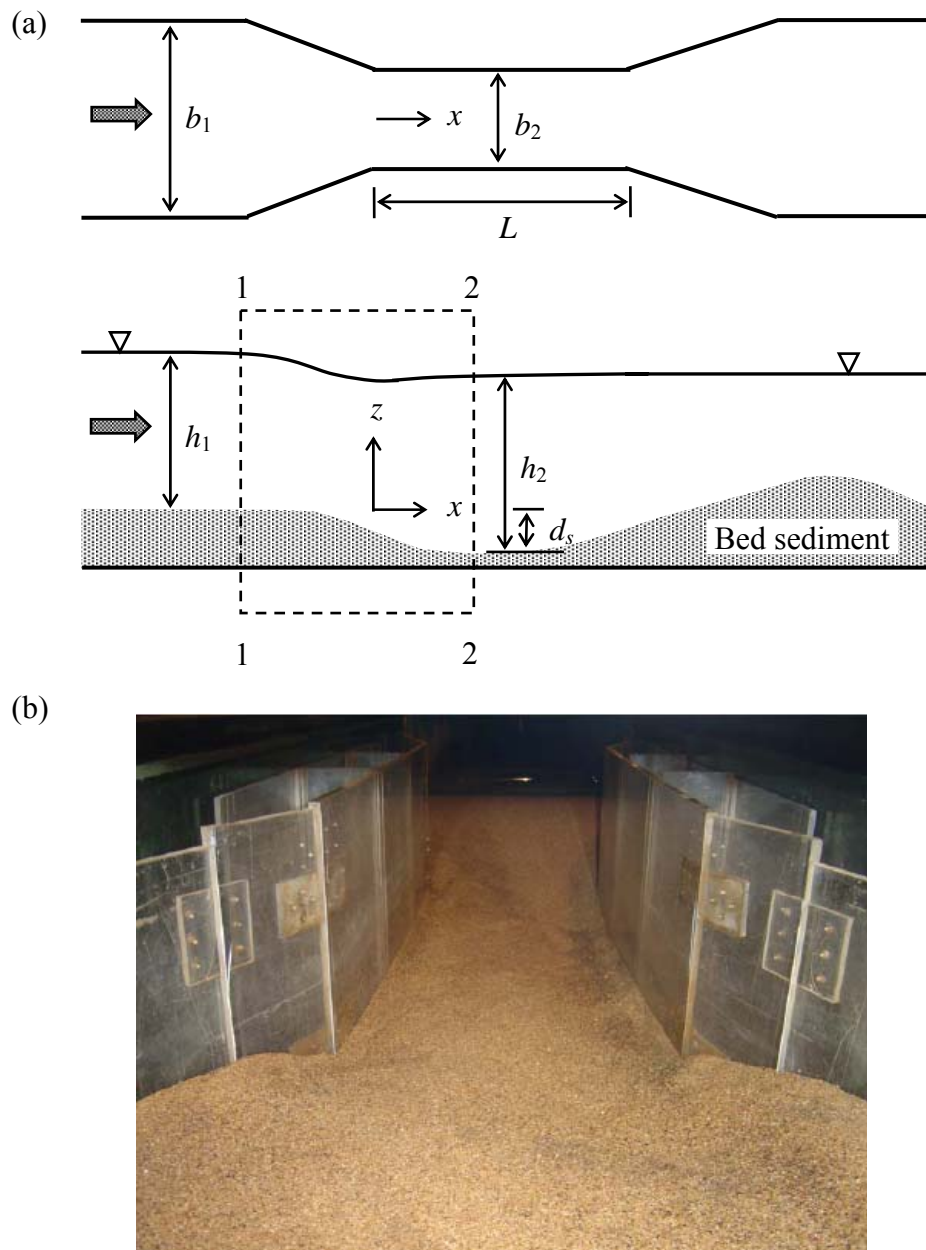 (a)
b₁
x
b₂
L
1 2
z
h₁
h₂
x
dₛ
Bed sediment
1 2
(b)